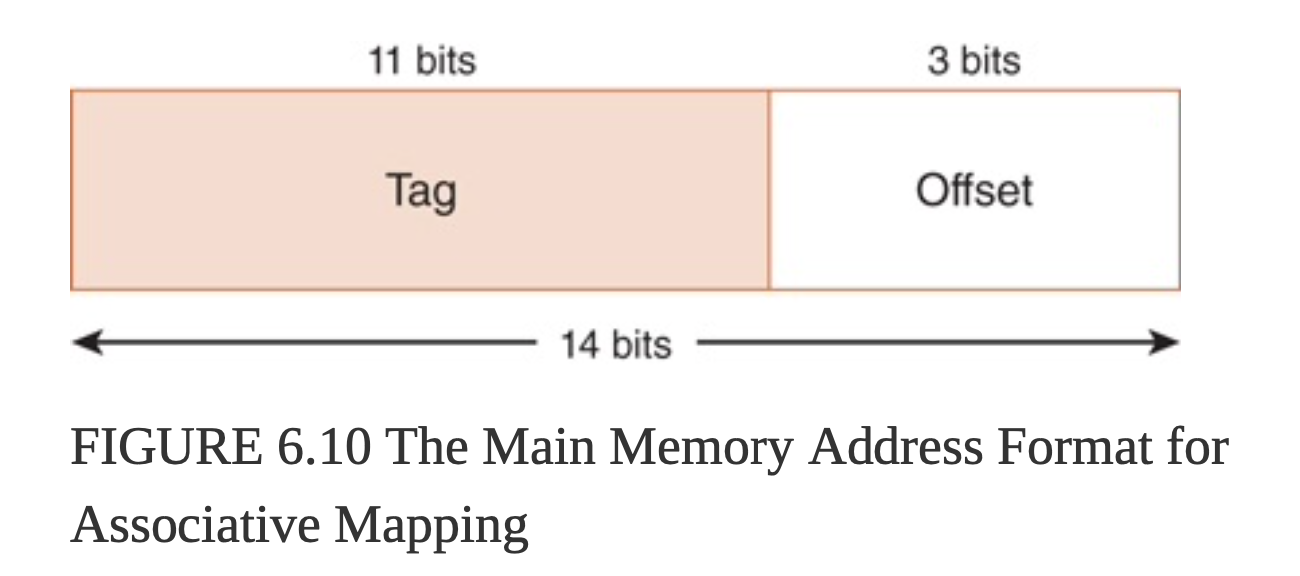 11 bits 3 bits
Tag Offset
14 bits
FIGURE 6.10 The Main Memory Address Format for
Associative Mapping